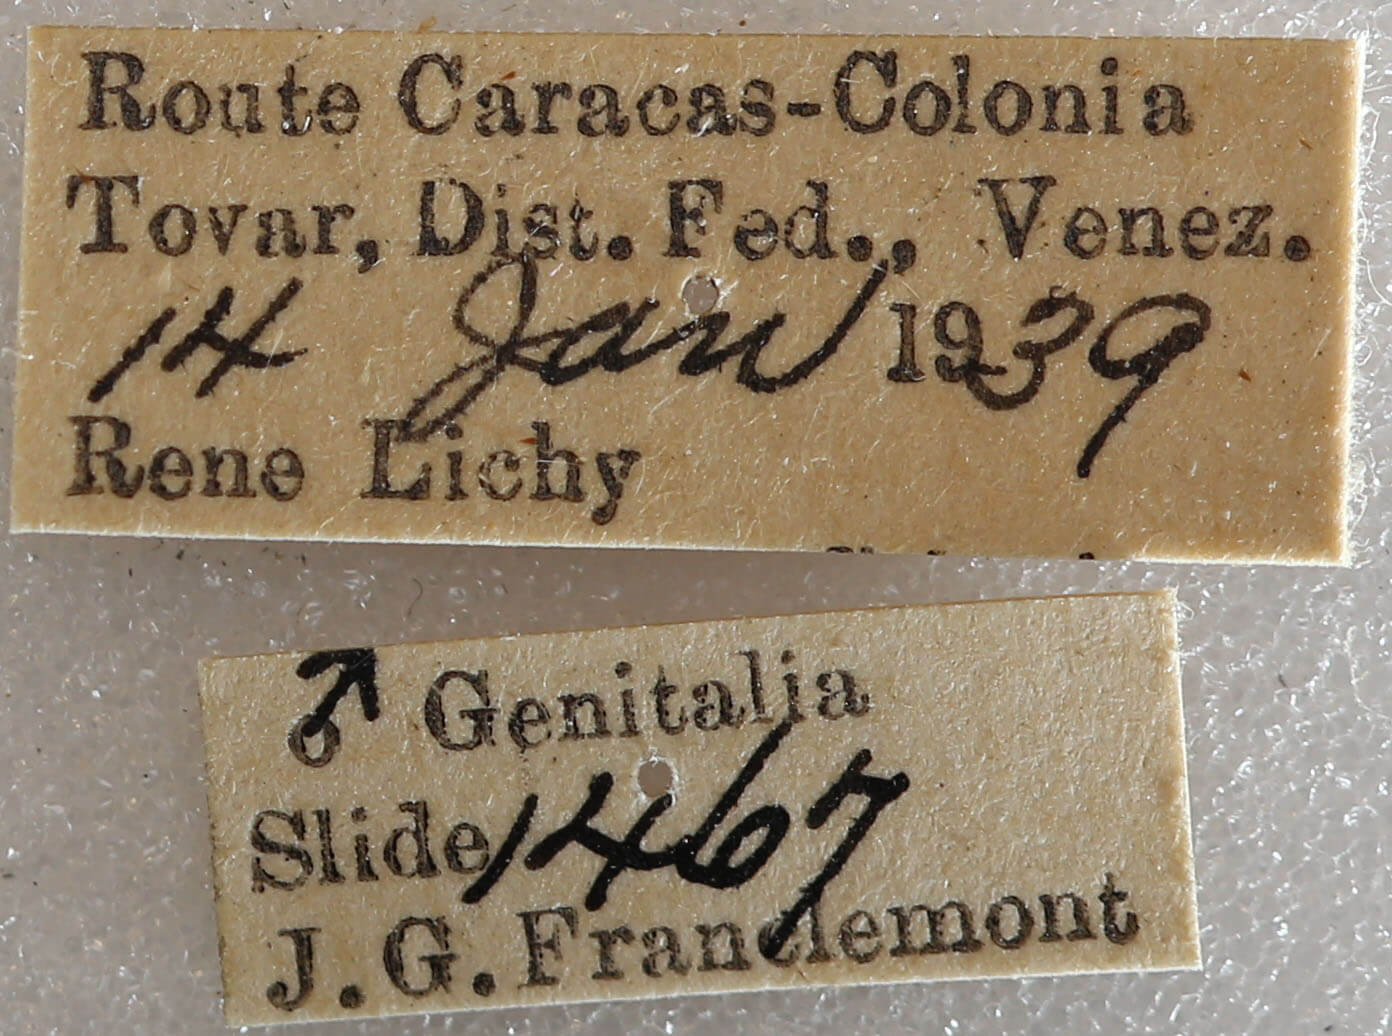 Route Caracas-Colonia
Tovar, Dist. Fed., Venez.
14 Jan 1939
Rene Lichy
♂ Genitalia
Slide 1467
J. G. Franclemont